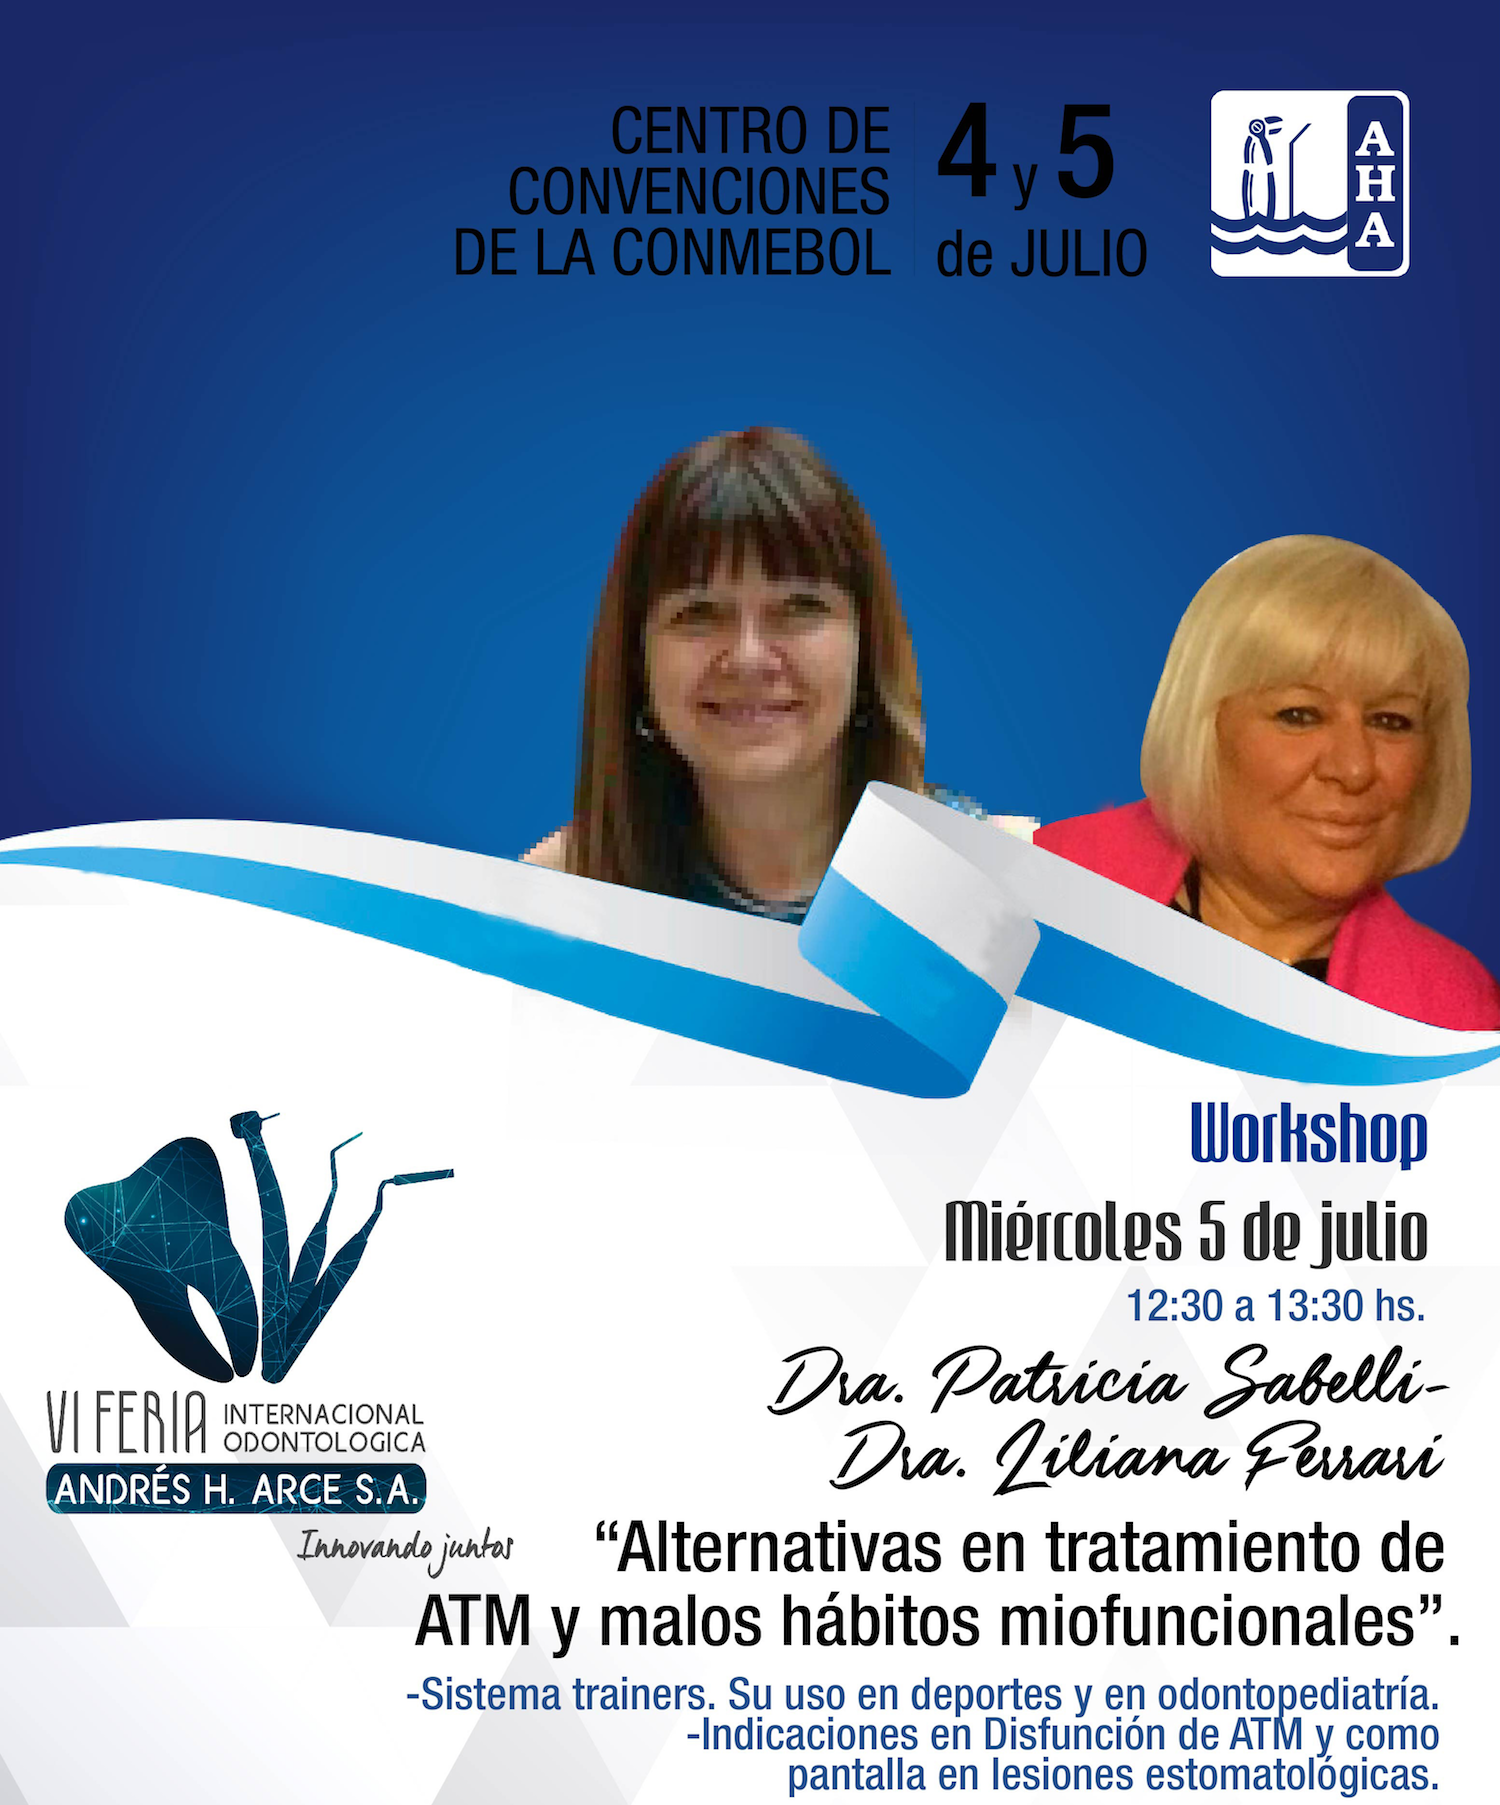 CENTRO DE
CONVENCIONES
DE LA CONMEBOL
4 y 5
de JULIO
AHA
Workshop
Miércoles 5 de julio
12:30 a 13:30 hs.
Dra. Patricia Sabelli-
Dra. Liliana Ferrari
VI FERIA
INTERNACIONAL
ODONTOLOGICA
ANDRÉS H. ARCE S.A.
Innovando juntos
“Alternativas en tratamiento de
ATM y malos hábitos miofuncionales”.
-Sistema trainers. Su uso en deportes y en odontopediatría.
-Indicaciones en Disfunción de ATM y como
pantalla en lesiones estomatológicas.